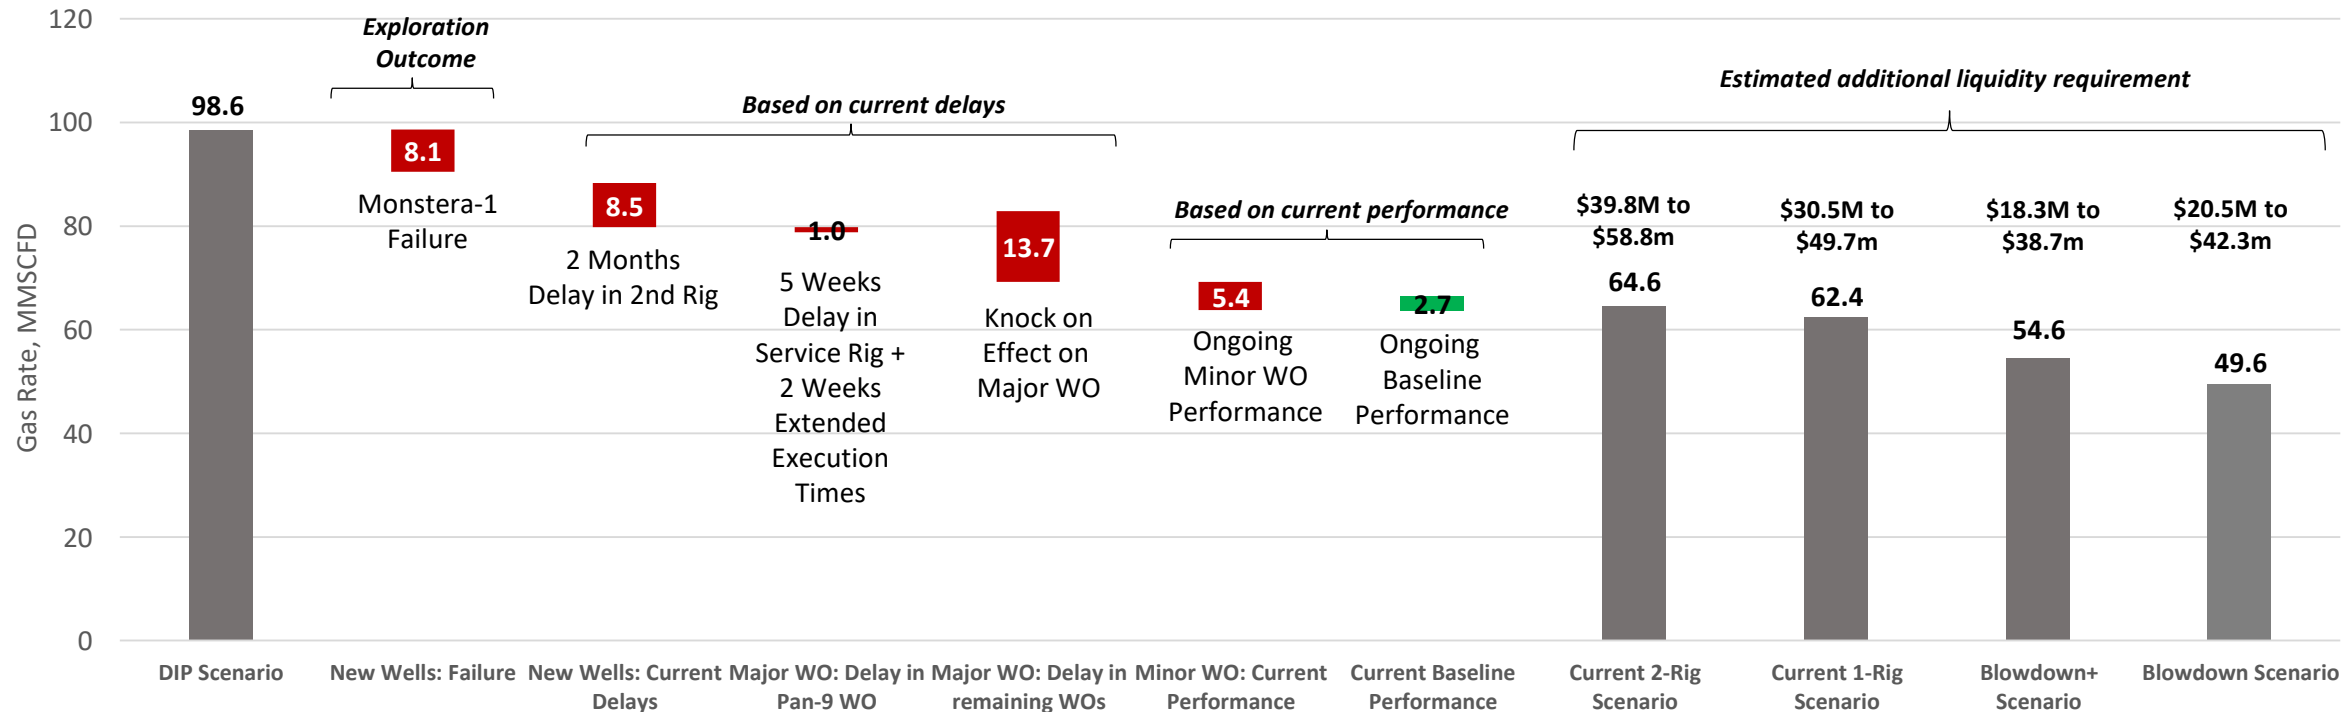 120
100
80
60
40
20
0
Gas Rate, MMSCFD
98.6
Exploration
Outcome
8.1
Monstera-1
Failure
Based on current delays
8.5
2 Months
Delay in 2nd Rig
1.0
5 Weeks
Delay in
Service Rig +
2 Weeks
Extended
Execution
Times
13.7
Knock on
Effect on
Major WO
Based on current performance
5.4
Ongoing
Minor WO
Performance
2.7
Ongoing
Baseline
Performance
Estimated additional liquidity requirement
$39.8M to
$58.8m
64.6
$30.5M to
$49.7m
62.4
$18.3M to
$38.7m
54.6
$20.5M to
$42.3m
49.6
DIP Scenario
New Wells: Failure
New Wells: Current
Delays
Major WO: Delay in
Pan-9 WO
Major WO: Delay in
remaining WOs
Minor WO: Current
Performance
Current Baseline
Performance
Current 2-Rig
Scenario
Current 1-Rig
Scenario
Blowdown+
Scenario
Blowdown Scenario